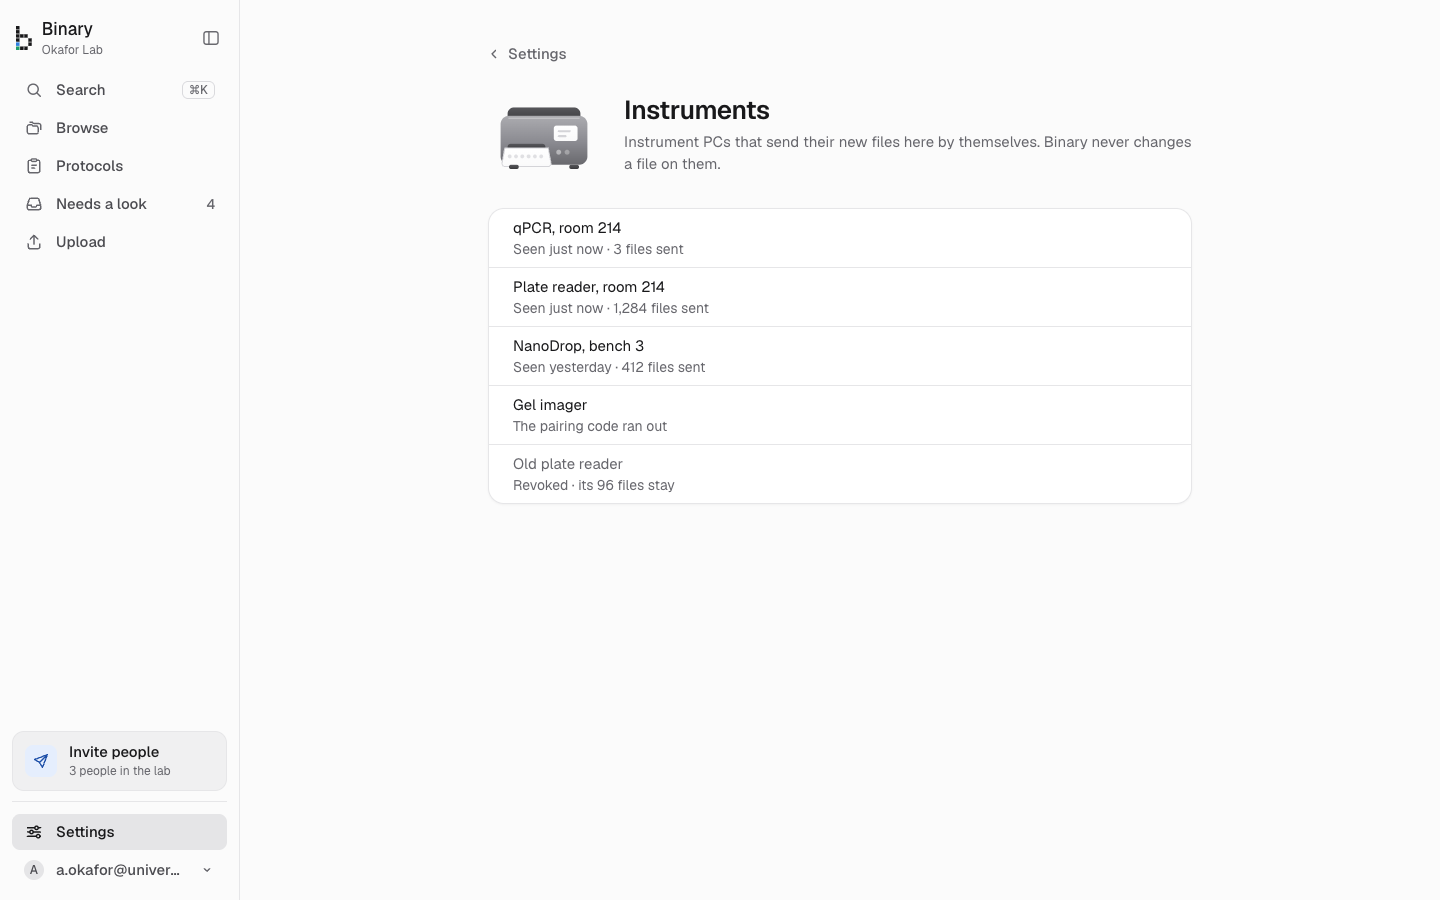 Binary
Okafor Lab
Search
⌘K
Browse
Protocols
Needs a look
4
Upload
Invite people
3 people in the lab
Settings
A
a.okafor@univer...
Settings
Instruments
Instrument PCs that send their new files here by themselves. Binary never changes
a file on them.
qPCR, room 214
Seen just now · 3 files sent
Plate reader, room 214
Seen just now · 1,284 files sent
NanoDrop, bench 3
Seen yesterday · 412 files sent
Gel imager
The pairing code ran out
Old plate reader
Revoked · its 96 files stay